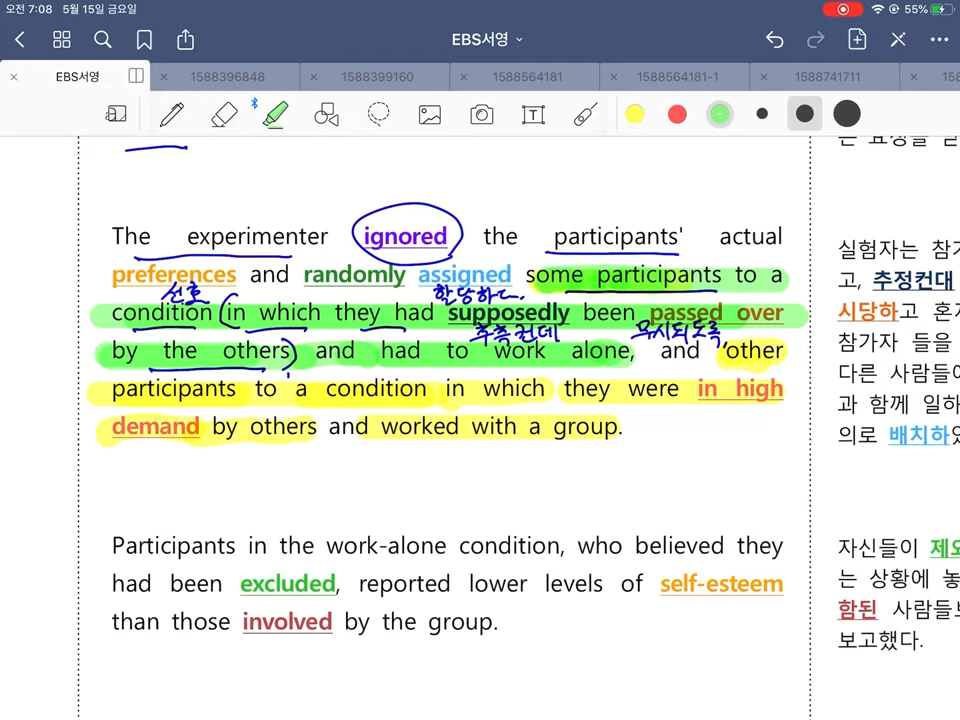 오전 7:08 5월 15일 금요일
55%
EBS서영
EBS서영
1588396848
1588399160
1588564181
1588564181-1
1588741711
158
는 요청을 받
The experimenter ignored the participants' actual
preferences and randomly assigned some participants to a
선호 할당하다.
condition (in which they had supposedly been passed over
추측컨데 무시되도록,
by the others) and had to work alone, and other
participants to a condition in which they were in high
demand by others and worked with a group.
Participants in the work-alone condition, who believed they
had been excluded, reported lower levels of self-esteem
than those involved by the group.
실험자는 참가
고, 추정컨대
시당하고 혼자
참가자 들을
다른 사람들에
과 함께 일하
의로 배치하였
자신들이 제외
는 상황에 놓
함된 사람들보
보고했다.